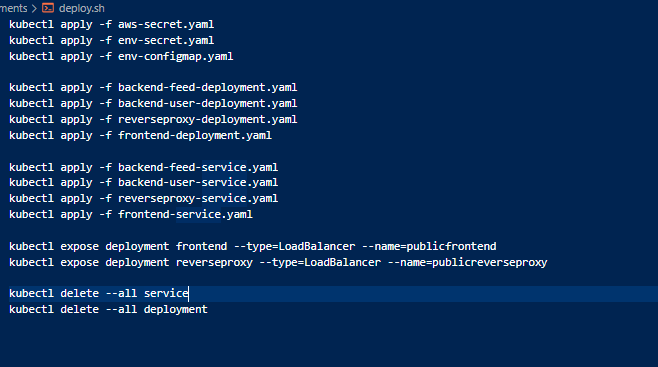 ments > deploy.sh
kubectl apply -f aws-secret.yaml
kubectl apply -f env-secret.yaml
kubectl apply -f env-configmap.yaml
kubectl apply -f backend-feed-deployment.yaml
kubectl apply -f backend-user-deployment.yaml
kubectl apply -f reverseproxy-deployment.yaml
kubectl apply -f frontend-deployment.yaml
kubectl apply -f backend-feed-service.yaml
kubectl apply -f backend-user-service.yaml
kubectl apply -f reverseproxy-service.yaml
kubectl apply -f frontend-service.yaml
kubectl expose deployment frontend --type=LoadBalancer --name=publicfrontend
kubectl expose deployment reverseproxy --type=LoadBalancer --name=publicreverseproxy
kubectl delete --all service
kubectl delete --all deployment